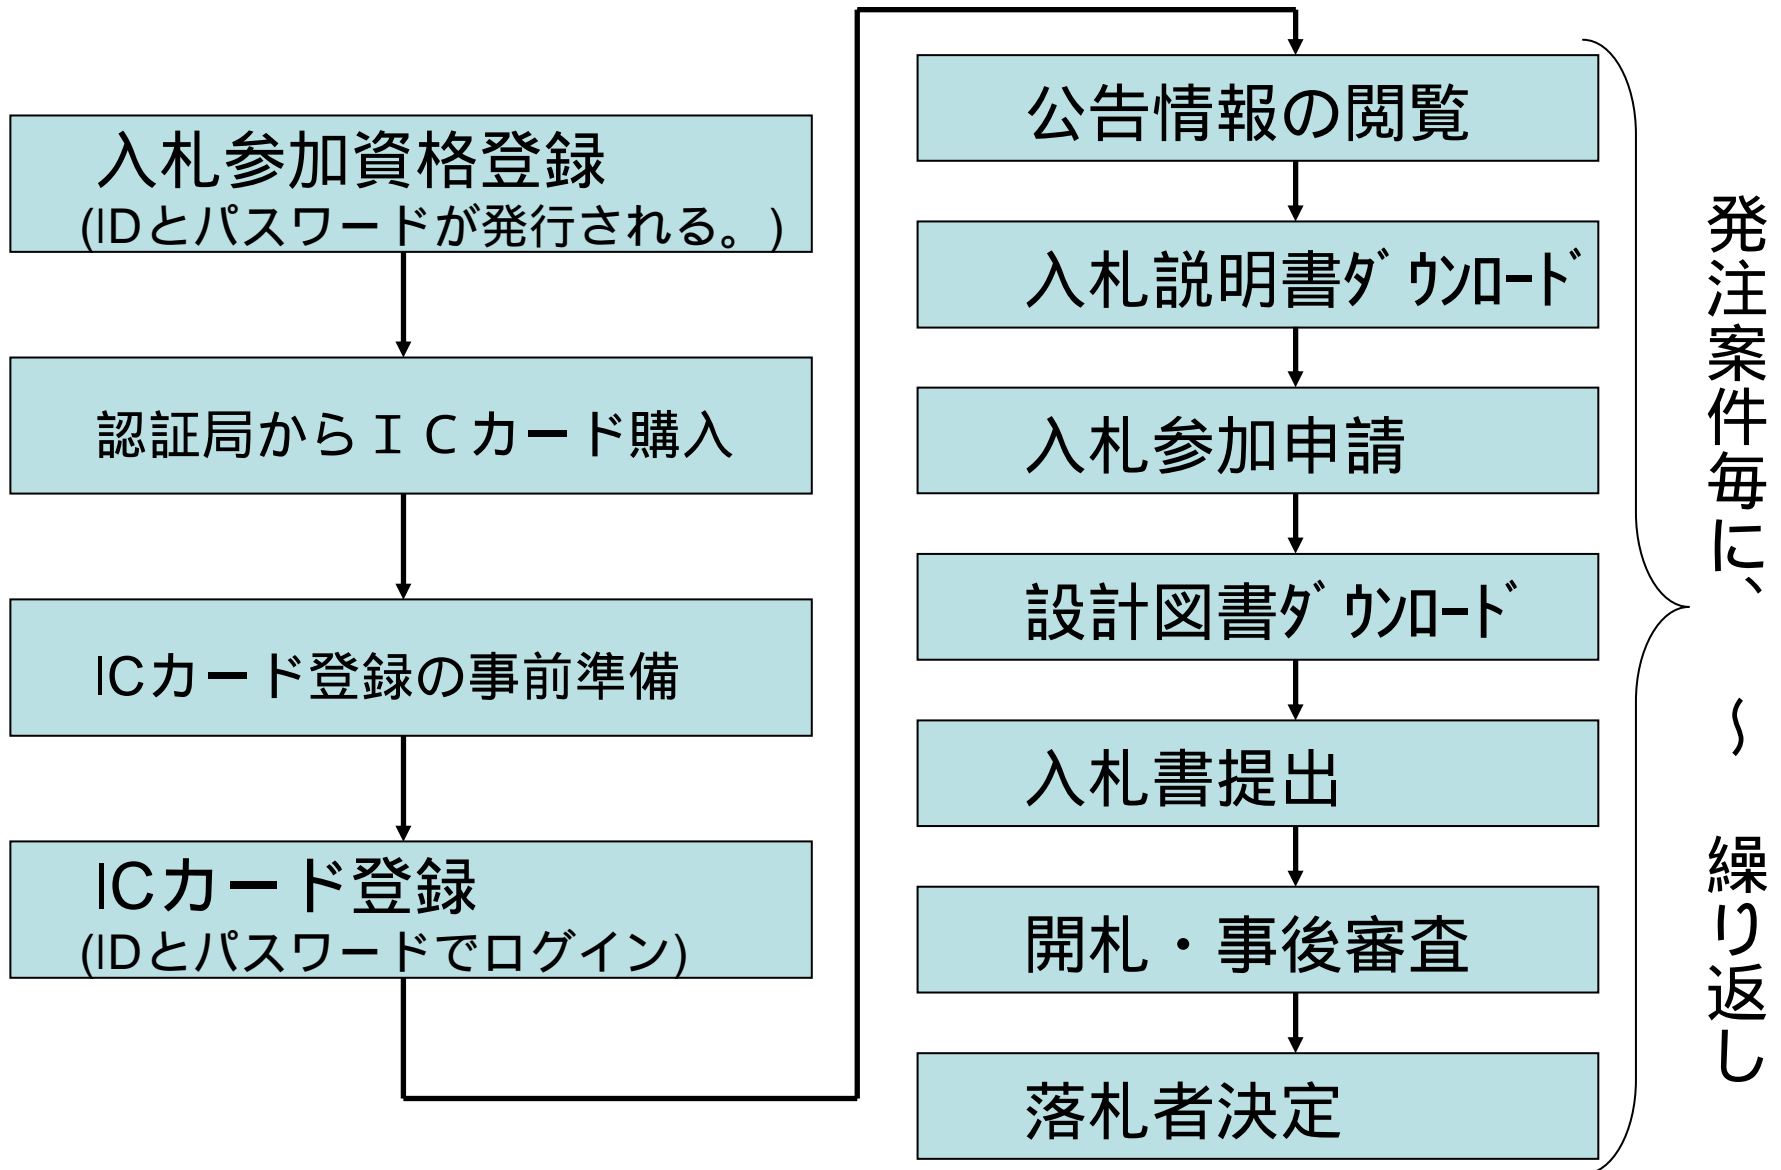 入札参加資格登録
(IDとパスワードが発行される。)
認証局からＩＣカード購入
ICカード登録の事前準備
ICカード登録
(IDとパスワードでログイン)
公告情報の閲覧
入札説明書ﾀﾞｳﾝﾛｰﾄﾞ
入札参加申請
設計図書ﾀﾞｳﾝﾛｰﾄﾞ
入札書提出
開札・事後審査
落札者決定
発注案件毎に、　～　繰り返し